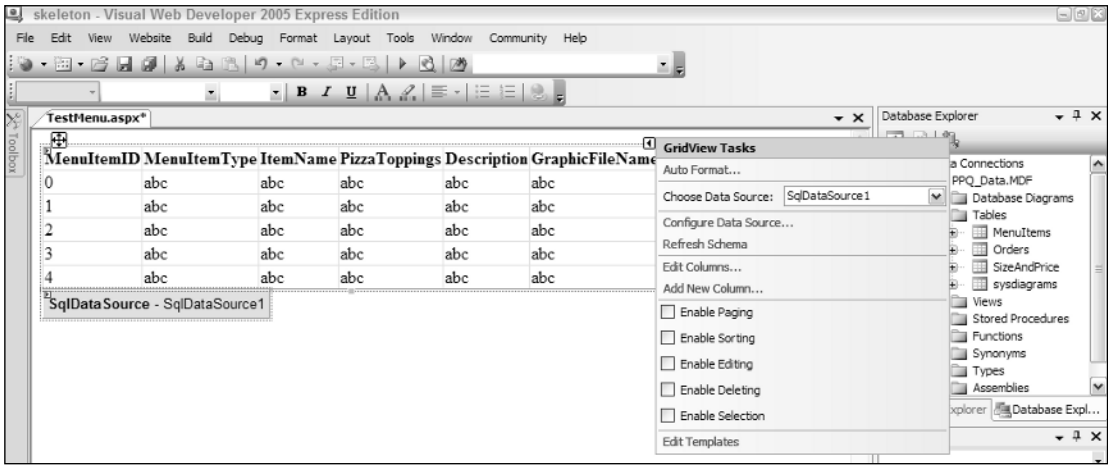 skeleton - Visual Web Developer 2005 Express Edition
File Edit View Website Build Debug Format Layout Tools Window Community Help
B I U A
Toolbox
TestMenu.aspx*
MenuItemID MenuItemType ItemName PizzaToppings Description GraphicFileName
0 abc abc abc abc abc
1 abc abc abc abc abc
2 abc abc abc abc abc
3 abc abc abc abc abc
4 abc abc abc abc abc
SqlDataSource - SqlDataSource1
GridView Tasks
Auto Format...
Choose Data Source: SqlDataSource1
Configure Data Source...
Refresh Schema
Edit Columns...
Add New Column...
Enable Paging
Enable Sorting
Enable Editing
Enable Deleting
Enable Selection
Edit Templates
Database Explorer
a Connections
PPQ_Data.MDF
Database Diagrams
Tables
MenuItems
Orders
SizeAndPrice
sysdiagrams
Views
Stored Procedures
Functions
Synonyms
Types
Assemblies
xplorer Database Expl...